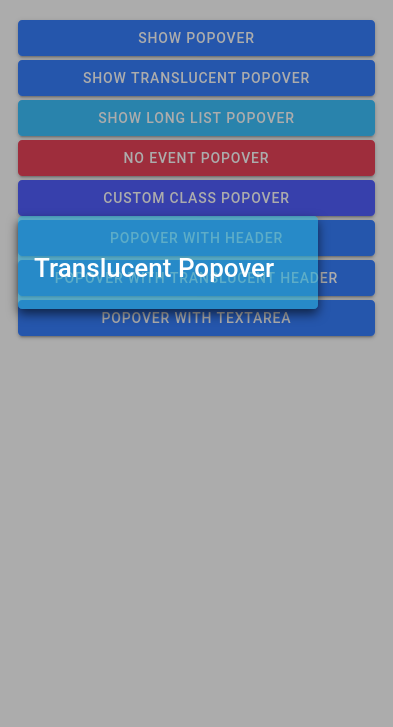 SHOW POPOVER
SHOW TRANSLUCENT POPOVER
SHOW LONG LIST POPOVER
NO EVENT POPOVER
CUSTOM CLASS POPOVER
POPOVER WITH HEADER
Translucent Popover
POPOVER WITH TRANSLUCENT HEADER
POPOVER WITH TEXTAREA